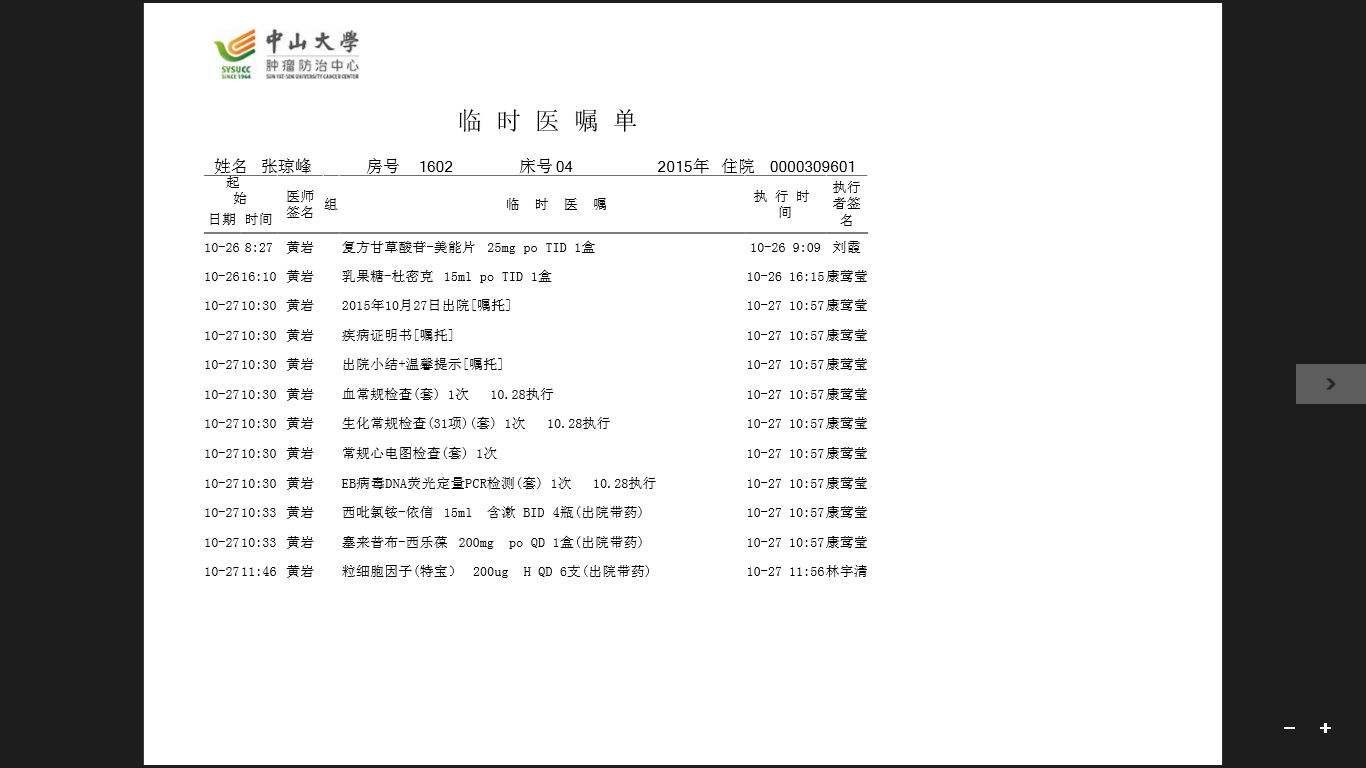 中山大學
肿瘤防治中心
SYSUCC
SINCE 1964
SUN YAT-SEN UNIVERSITY CANCER CENTER
临 时 医 嘱 单
姓名 张琼峰 房号 1602 床号 04 2015年 住院 0000309601
起始 日期 时间 医师签名 组 临 时 医 嘱 执 行 时 间 执行者签名
10-26 8:27 黄岩 复方甘草酸苷-美能片 25mg po TID 1盒 10-26 9:09 刘霞
10-26 16:10 黄岩 乳果糖-杜密克 15ml po TID 1盒 10-26 16:15 康莺莹
10-27 10:30 黄岩 2015年10月27日出院[嘱托] 10-27 10:57 康莺莹
10-27 10:30 黄岩 疾病证明书[嘱托] 10-27 10:57 康莺莹
10-27 10:30 黄岩 出院小结+温馨提示[嘱托] 10-27 10:57 康莺莹
10-27 10:30 黄岩 血常规检查(套) 1次 10.28执行 10-27 10:57 康莺莹
10-27 10:30 黄岩 生化常规检查(31项)(套) 1次 10.28执行 10-27 10:57 康莺莹
10-27 10:30 黄岩 常规心电图检查(套) 1次 10-27 10:57 康莺莹
10-27 10:30 黄岩 EB病毒DNA荧光定量PCR检测(套) 1次 10.28执行 10-27 10:57 康莺莹
10-27 10:33 黄岩 西吡氯铵-依信 15ml 含漱 BID 4瓶(出院带药) 10-27 10:57 康莺莹
10-27 10:33 黄岩 塞来昔布-西乐葆 200mg po QD 1盒(出院带药) 10-27 10:57 康莺莹
10-27 11:46 黄岩 粒细胞因子(特宝） 200ug H QD 6支(出院带药) 10-27 11:56 林宇清